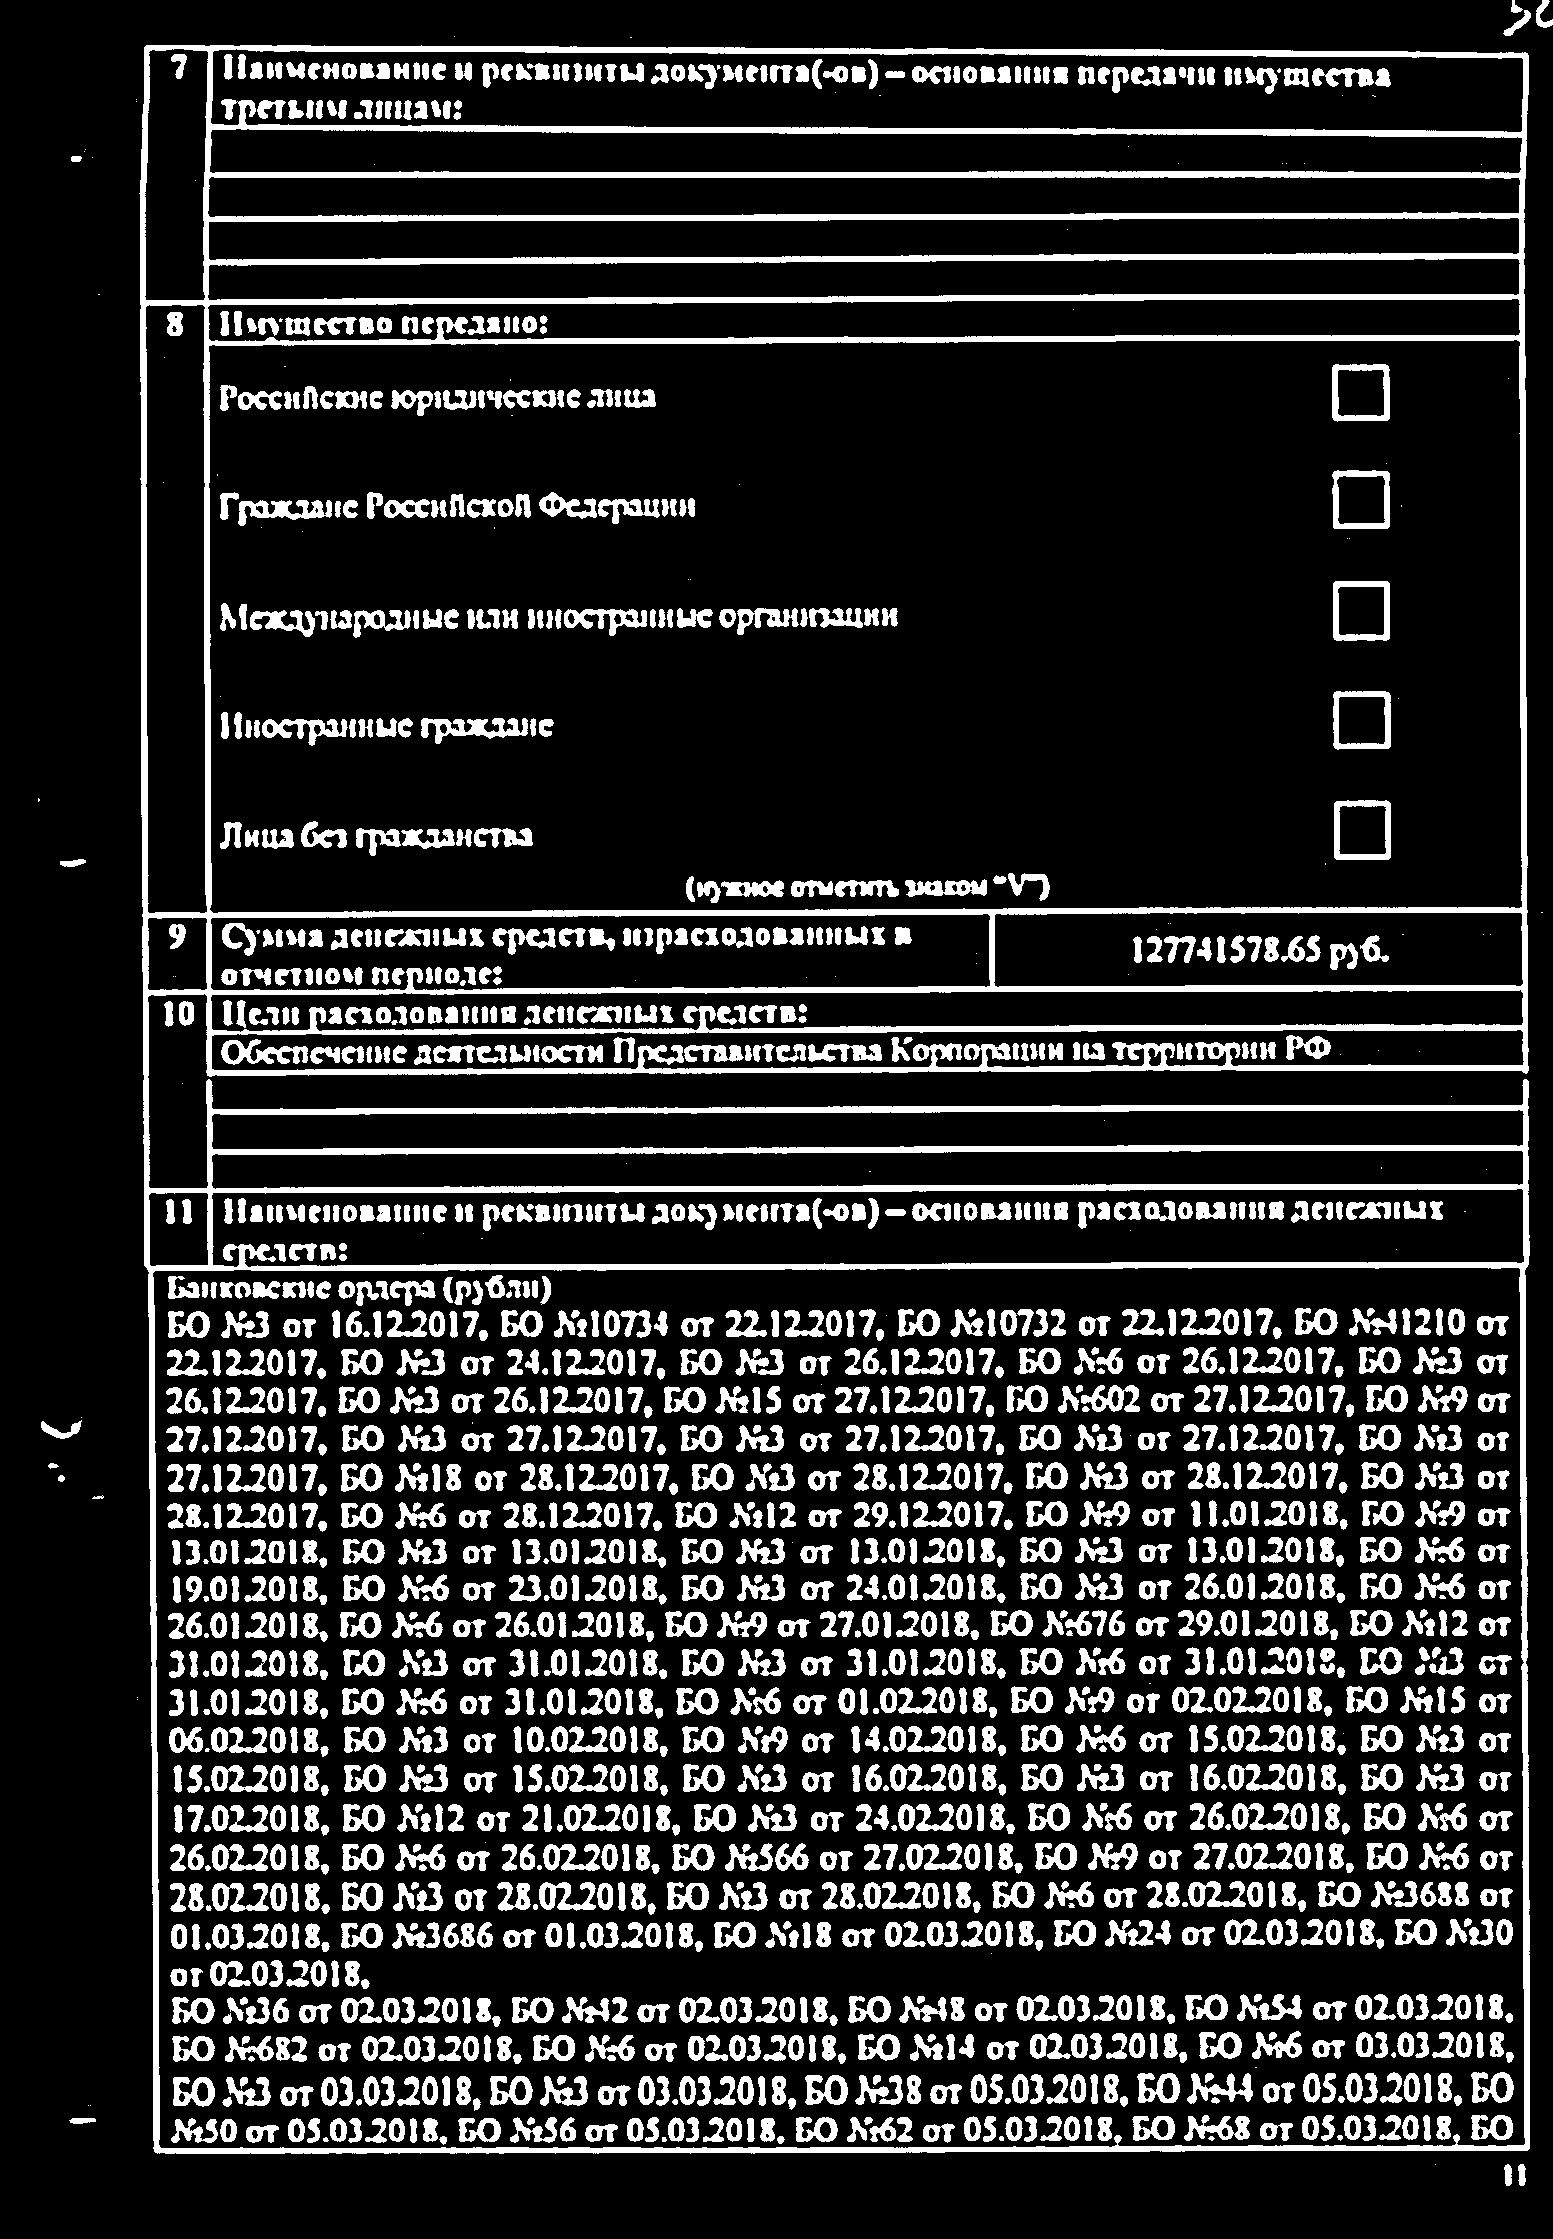 7 Наименование и реквизиты документа(-ов) – основания передачи имущества
третьим лицам:
8 Имущество передано:
Российские юридические лица
Граждане Российской Федерации
Международные или иностранные организации
Иностранные граждане
Лица без гражданства
(нужное отметить знаком "V")
9 Сумма денежных средств, израсходованных в
отчетном периоде:
127741578.65 руб.
10 Цели расходования денежных средств:
Обеспечение деятельности Представительства Корпорации на территории РФ
11 Наименование и реквизиты документа(-ов) – основания расходования денежных
средств:
Банковские ордера (рубли)
БО №3 от 16.12.2017, БО №10734 от 22.12.2017, БО №10732 от 22.12.2017, БО №41210 от
22.12.2017, БО №3 от 24.12.2017, БО №3 от 26.12.2017, БО №6 от 26.12.2017, БО №3 от
26.12.2017, БО №3 от 26.12.2017, БО №15 от 27.12.2017, БО №602 от 27.12.2017, БО №9 от
27.12.2017, БО №3 от 27.12.2017, БО №3 от 27.12.2017, БО №3 от 27.12.2017, БО №3 от
27.12.2017, БО №18 от 28.12.2017, БО №3 от 28.12.2017, БО №3 от 28.12.2017, БО №3 от
28.12.2017, БО №6 от 28.12.2017, БО №12 от 29.12.2017, БО №9 от 11.01.2018, БО №9 от
13.01.2018, БО №3 от 13.01.2018, БО №3 от 13.01.2018, БО №3 от 13.01.2018, БО №6 от
19.01.2018, БО №6 от 23.01.2018, БО №3 от 24.01.2018, БО №3 от 26.01.2018, БО №6 от
26.01.2018, БО №6 от 26.01.2018, БО №9 от 27.01.2018, БО №676 от 29.01.2018, БО №12 от
31.01.2018, БО №3 от 31.01.2018, БО №3 от 31.01.2018, БО №6 от 31.01.2018, БО №3 от
31.01.2018, БО №6 от 31.01.2018, БО №6 от 01.02.2018, БО №9 от 02.02.2018, БО №15 от
06.02.2018, БО №3 от 10.02.2018, БО №9 от 14.02.2018, БО №6 от 15.02.2018, БО №3 от
15.02.2018, БО №3 от 15.02.2018, БО №3 от 16.02.2018, БО №3 от 16.02.2018, БО №3 от
17.02.2018, БО №12 от 21.02.2018, БО №3 от 24.02.2018, БО №6 от 26.02.2018, БО №6 от
26.02.2018, БО №6 от 26.02.2018, БО №566 от 27.02.2018, БО №9 от 27.02.2018, БО №6 от
28.02.2018, БО №3 от 28.02.2018, БО №3 от 28.02.2018, БО №6 от 28.02.2018, БО №3688 от
01.03.2018, БО №3686 от 01.03.2018, БО №18 от 02.03.2018, БО №24 от 02.03.2018, БО №30
от 02.03.2018,
БО №36 от 02.03.2018, БО №42 от 02.03.2018, БО №48 от 02.03.2018, БО №54 от 02.03.2018,
БО №682 от 02.03.2018, БО №6 от 02.03.2018, БО №14 от 02.03.2018, БО №6 от 03.03.2018,
БО №3 от 03.03.2018, БО №3 от 03.03.2018, БО №38 от 05.03.2018, БО №44 от 05.03.2018, БО
№50 от 05.03.2018, БО №56 от 05.03.2018, БО №62 от 05.03.2018, БО №68 от 05.03.2018, БО
11